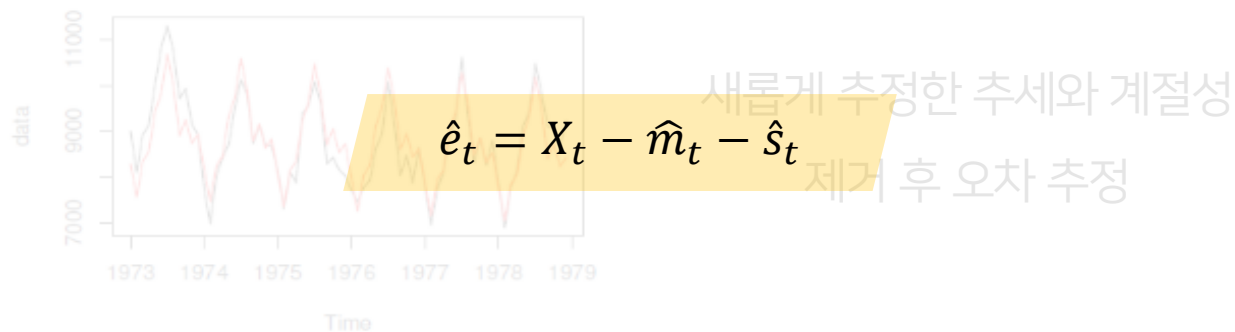 11000
9000
7000
data
1973 1974 1975 1976 1977 1978 1979
Time
새롭게 추정한 추세와 계절성
제거 후 오차 추정
ê_t = X_t − m̂_t − ŝ_t